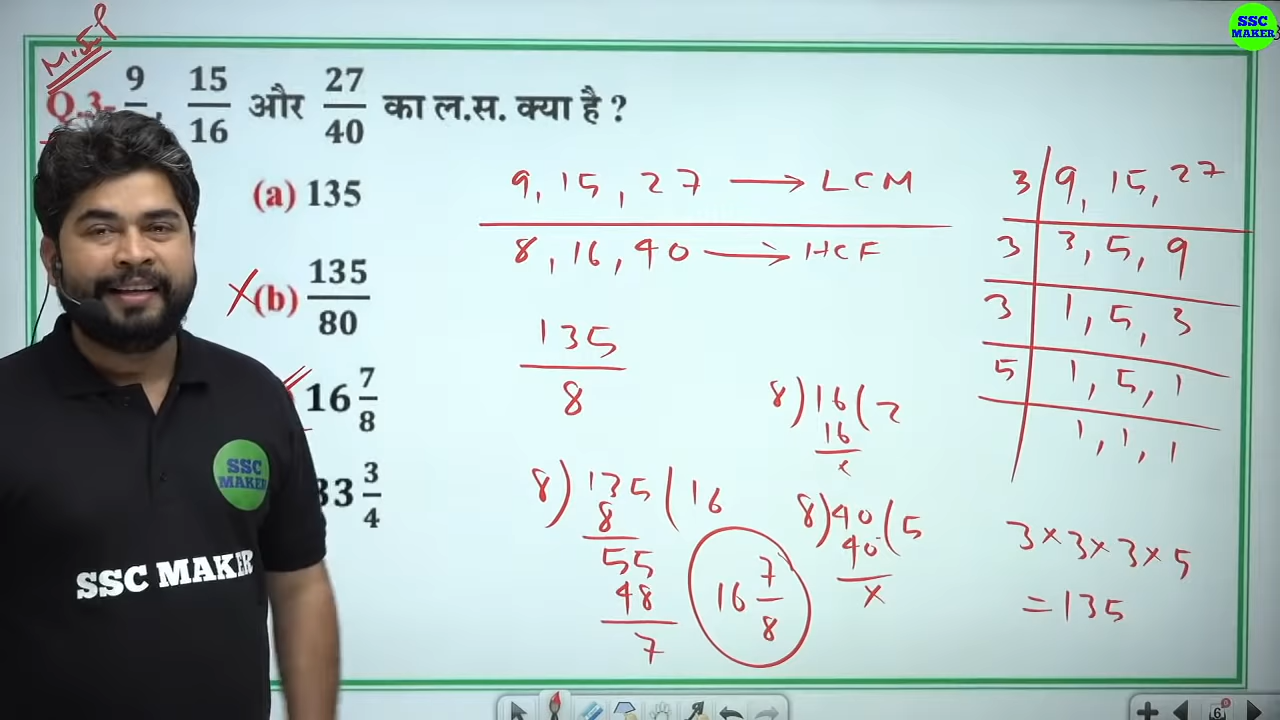 SSC
MAKER
Model
Q.3- 9/ , 15/16 और 27/40 का ल.स. क्या है ?
(a) 135
(b) 135/80
16 7/8
33 3/4
9, 15, 27 → LCM
8, 16, 40 → HCF
135/8
8)135(16
8
55
48
7
16 7/8
8)16(2
16
x
8)40(5
40
x
3 | 9, 15, 27
3 | 3, 5, 9
3 | 1, 5, 3
5 | 1, 5, 1
1, 1, 1
3×3×3×5
=135
SSC
MAKER
SSC MAKER
6